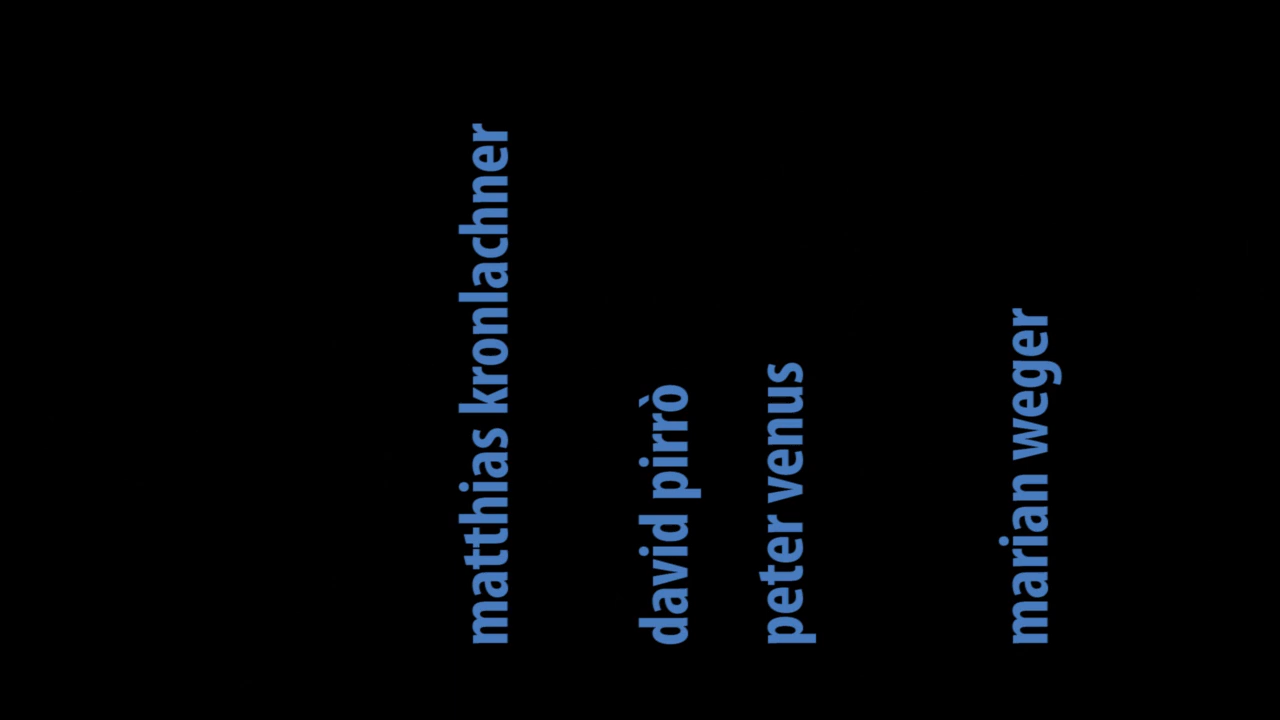 matthias kronlachner
david pirrò
peter venus
marian weger